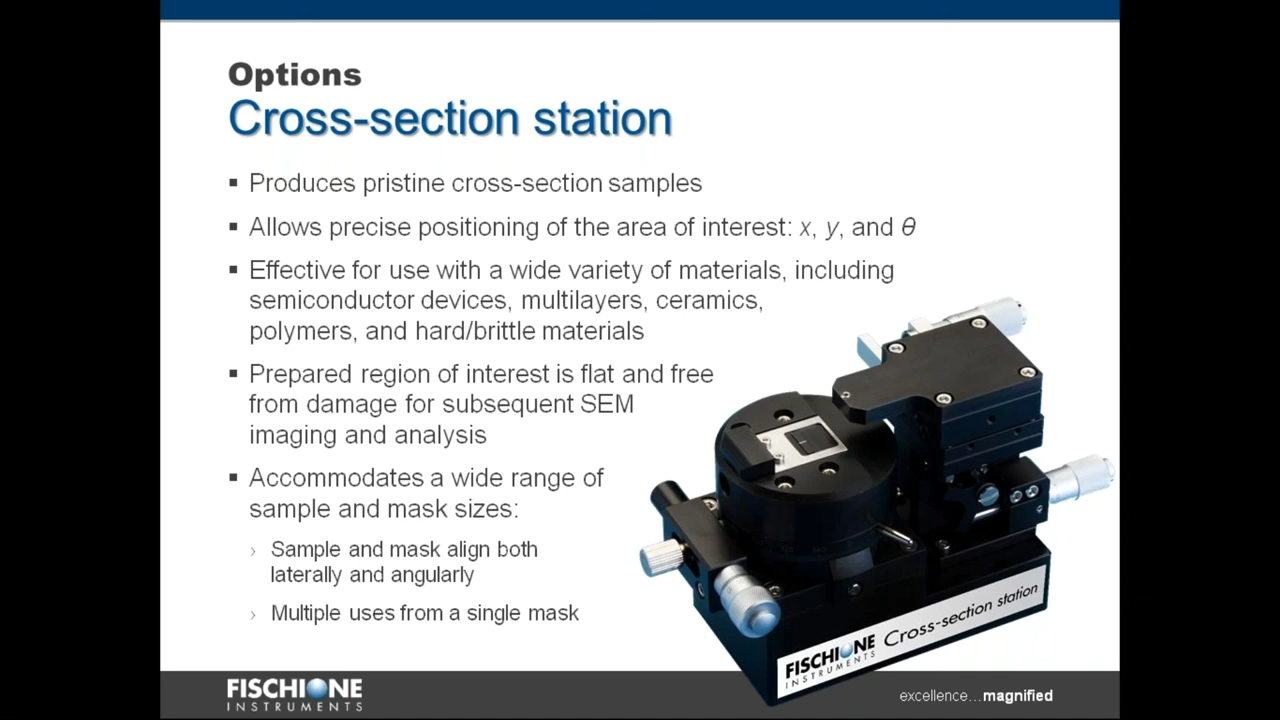 Options
Cross-section station
▪ Produces pristine cross-section samples
▪ Allows precise positioning of the area of interest: x, y, and θ
▪ Effective for use with a wide variety of materials, including
semiconductor devices, multilayers, ceramics,
polymers, and hard/brittle materials
▪ Prepared region of interest is flat and free
from damage for subsequent SEM
imaging and analysis
▪ Accommodates a wide range of
sample and mask sizes:
› Sample and mask align both
laterally and angularly
› Multiple uses from a single mask
FISCHIONE
INSTRUMENTS
Cross-section station
FISCHIONE
INSTRUMENTS
excellence…magnified